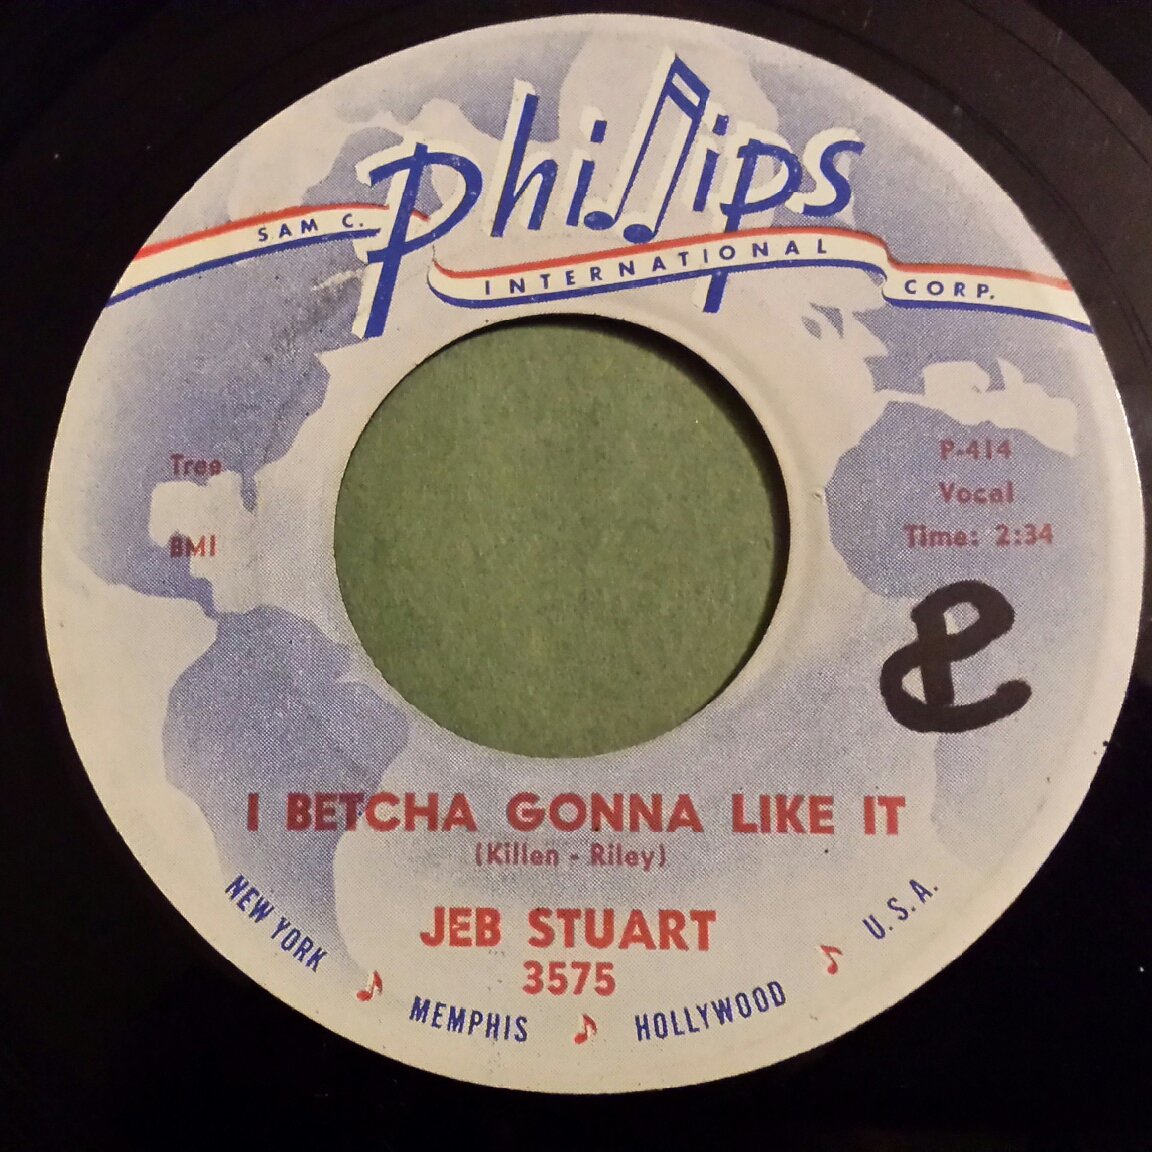 Phillips
SAM C.
INTERNATIONAL
CORP.
Tree
BMI
P-414
Vocal
Time: 2:34
I BETCHA GONNA LIKE IT
(Killen - Riley)
JEB STUART
3575
NEW YORK ♪ MEMPHIS ♪ HOLLYWOOD ♪ U.S.A.